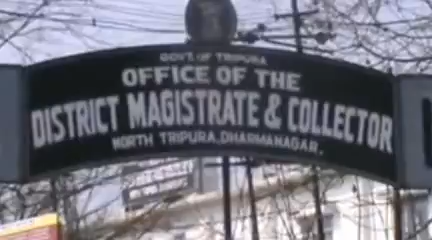 GOVT. OF TRIPURA
OFFICE OF THE
DISTRICT MAGISTRATE & COLLECTOR
NORTH TRIPURA, DHARMANAGAR.